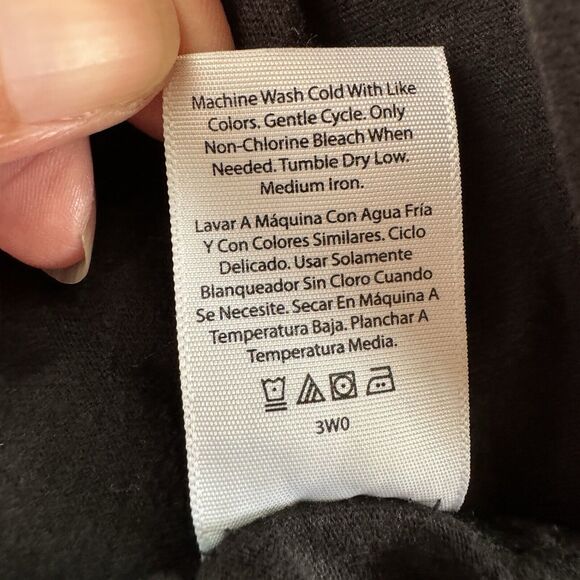 Machine Wash Cold With Like
Colors. Gentle Cycle. Only
Non-Chlorine Bleach When
Needed. Tumble Dry Low.
Medium Iron.
Lavar A Máquina Con Agua Fría
Y Con Colores Similares. Ciclo
Delicado. Usar Solamente
Blanqueador Sin Cloro Cuando
Se Necesite. Secar En Máquina A
Temperatura Baja. Planchar A
Temperatura Media.
3W0